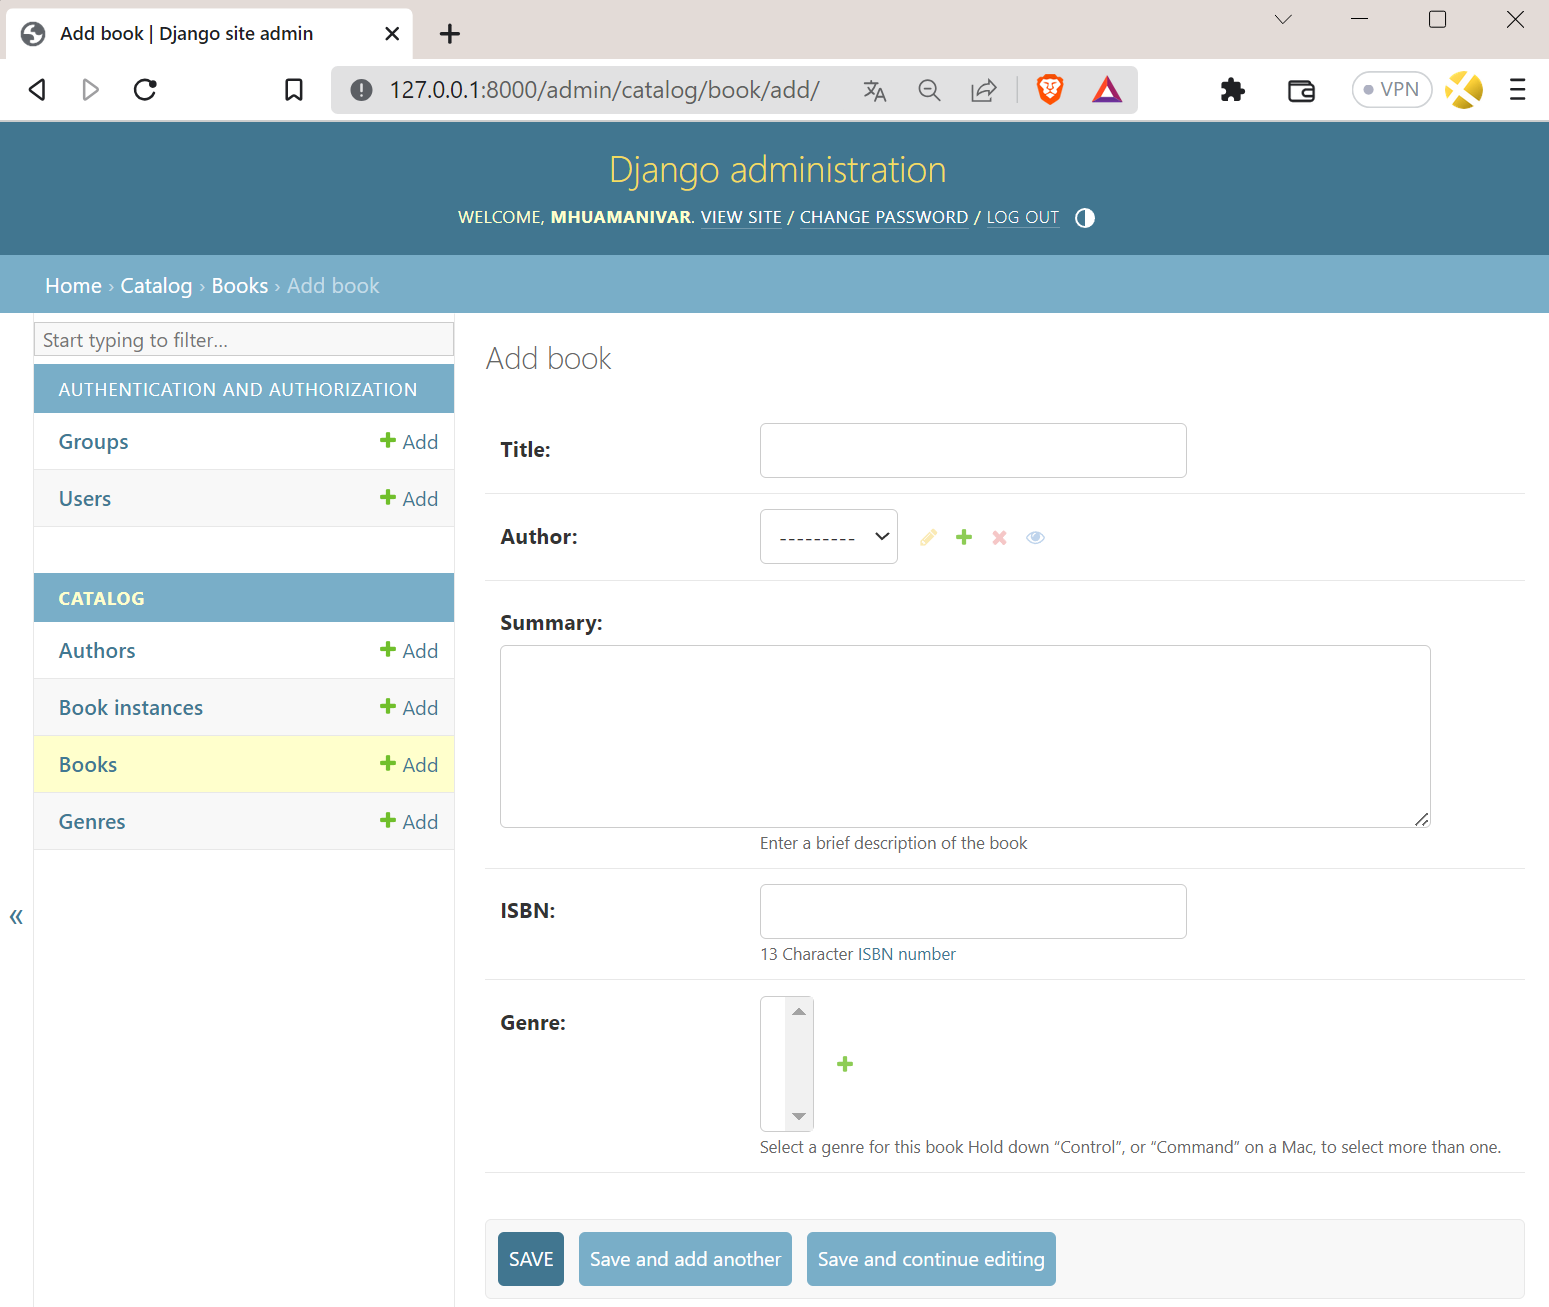 Add book | Django site admin
127.0.0.1:8000/admin/catalog/book/add/
VPN
Django administration
WELCOME, MHUAMANIVAR. VIEW SITE / CHANGE PASSWORD / LOG OUT
Home › Catalog › Books › Add book
Start typing to filter...
AUTHENTICATION AND AUTHORIZATION
Groups Add
Users Add
CATALOG
Authors Add
Book instances Add
Books Add
Genres Add
«
Add book
Title:
Author: ---------
Summary:
Enter a brief description of the book
ISBN:
13 Character ISBN number
Genre:
Select a genre for this book Hold down “Control”, or “Command” on a Mac, to select more than one.
SAVE Save and add another Save and continue editing